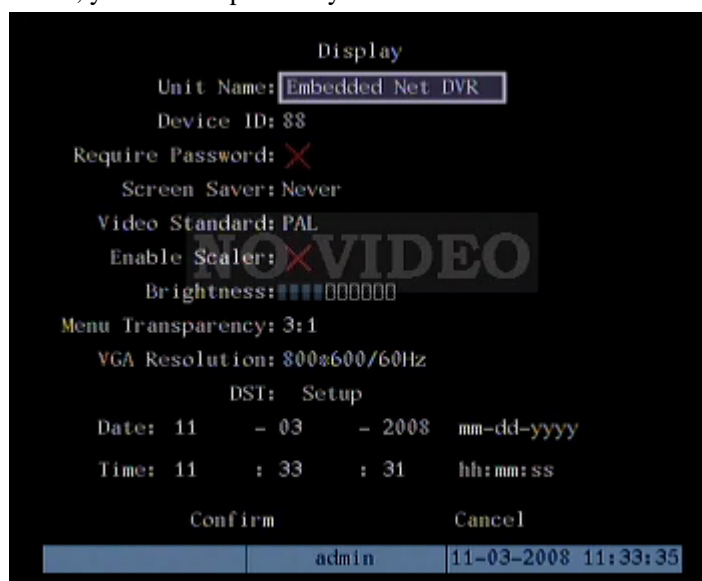 Display
Unit Name: Embedded Net DVR
Device ID: 88
Require Password:
Screen Saver: Never
Video Standard: PAL
NO VIDEO
Enable Scaler:
Brightness:
Menu Transparency: 3:1
VGA Resolution: 800*600/60Hz
DST: Setup
Date: 11 - 03 - 2008 mm-dd-yyyy
Time: 11 : 33 : 31 hh:mm:ss
Confirm Cancel
admin 11-03-2008 11:33:35